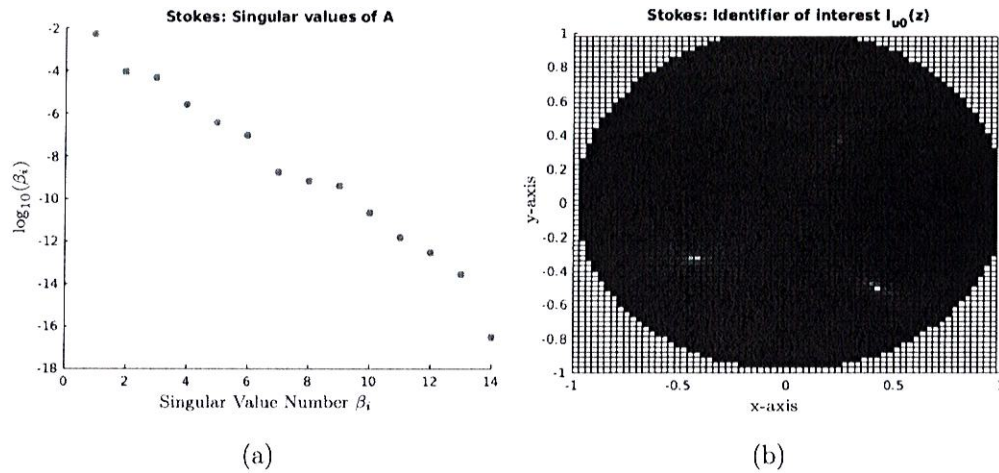 Stokes: Singular values of A
-2
-4
-6
-8
-10
-12
-14
-16
-18
0 2 4 6 8 10 12 14
log₁₀(βᵢ)
Singular Value Number βᵢ
(a)
Stokes: Identifier of interest I_u0(z)
1
0.8
0.6
0.4
0.2
0
-0.2
-0.4
-0.6
-0.8
-1
-1 -0.5 0 0.5
y-axis
x-axis
(b)